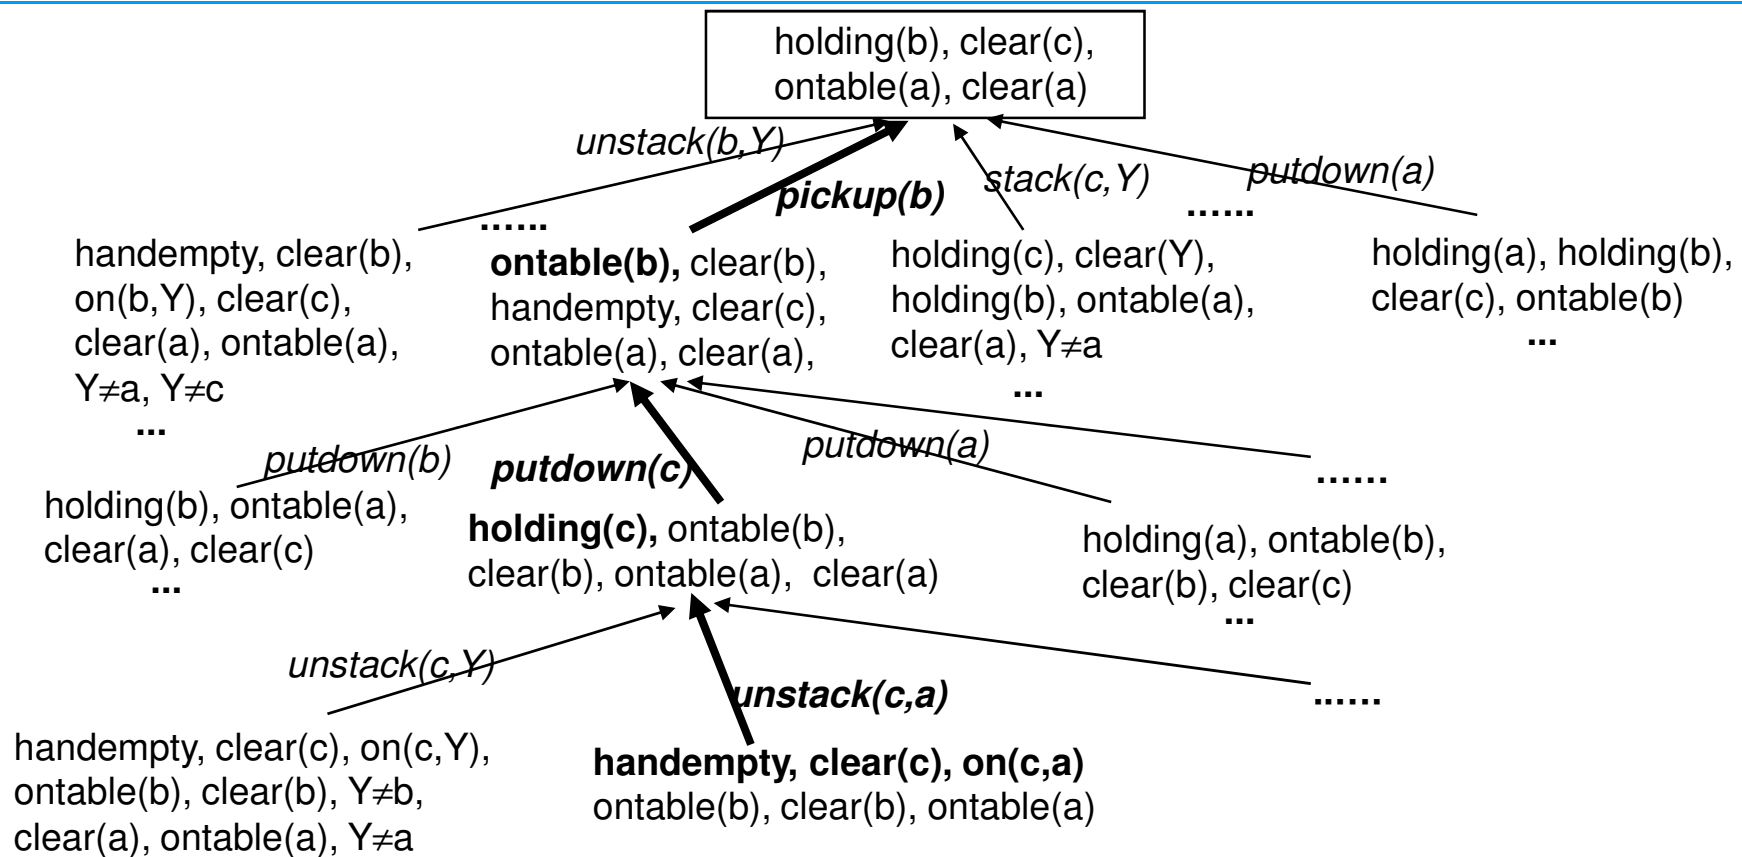 holding(b), clear(c),
ontable(a), clear(a)
unstack(b,Y)
pickup(b)
stack(c,Y)
putdown(a)
......
......
handempty, clear(b),
on(b,Y), clear(c),
clear(a), ontable(a),
Y≠a, Y≠c
...
ontable(b), clear(b),
handempty, clear(c),
ontable(a), clear(a),
holding(c), clear(Y),
holding(b), ontable(a),
clear(a), Y≠a
...
holding(a), holding(b),
clear(c), ontable(b)
...
putdown(b)
putdown(c)
putdown(a)
......
holding(b), ontable(a),
clear(a), clear(c)
...
holding(c), ontable(b),
clear(b), ontable(a), clear(a)
holding(a), ontable(b),
clear(b), clear(c)
...
unstack(c,Y)
unstack(c,a)
......
handempty, clear(c), on(c,Y),
ontable(b), clear(b), Y≠b,
clear(a), ontable(a), Y≠a
handempty, clear(c), on(c,a)
ontable(b), clear(b), ontable(a)